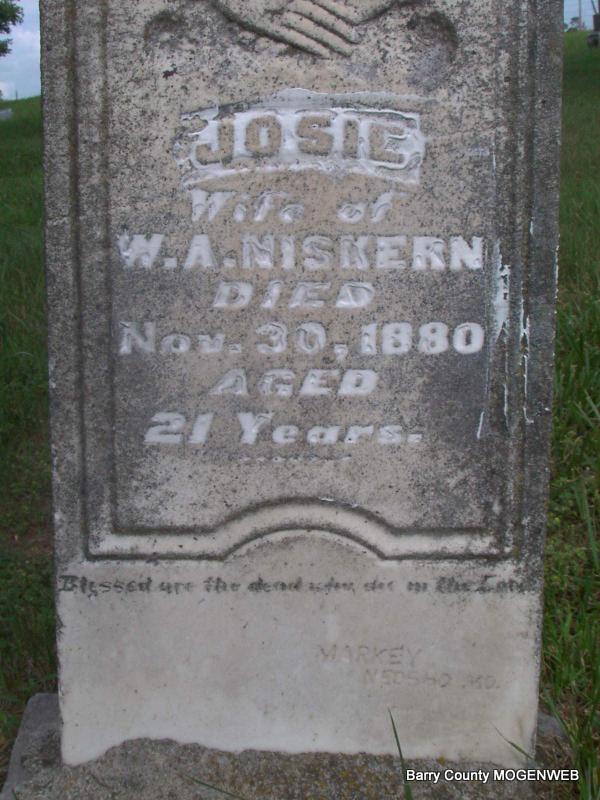 JOSIE
Wife of
W.A.NISKERN
DIED
Nov. 30, 1880
AGED
21 Years.
Blessed are the dead who die in the Lord
MARKEY
NEOSHO MO.
Barry County MOGENWEB